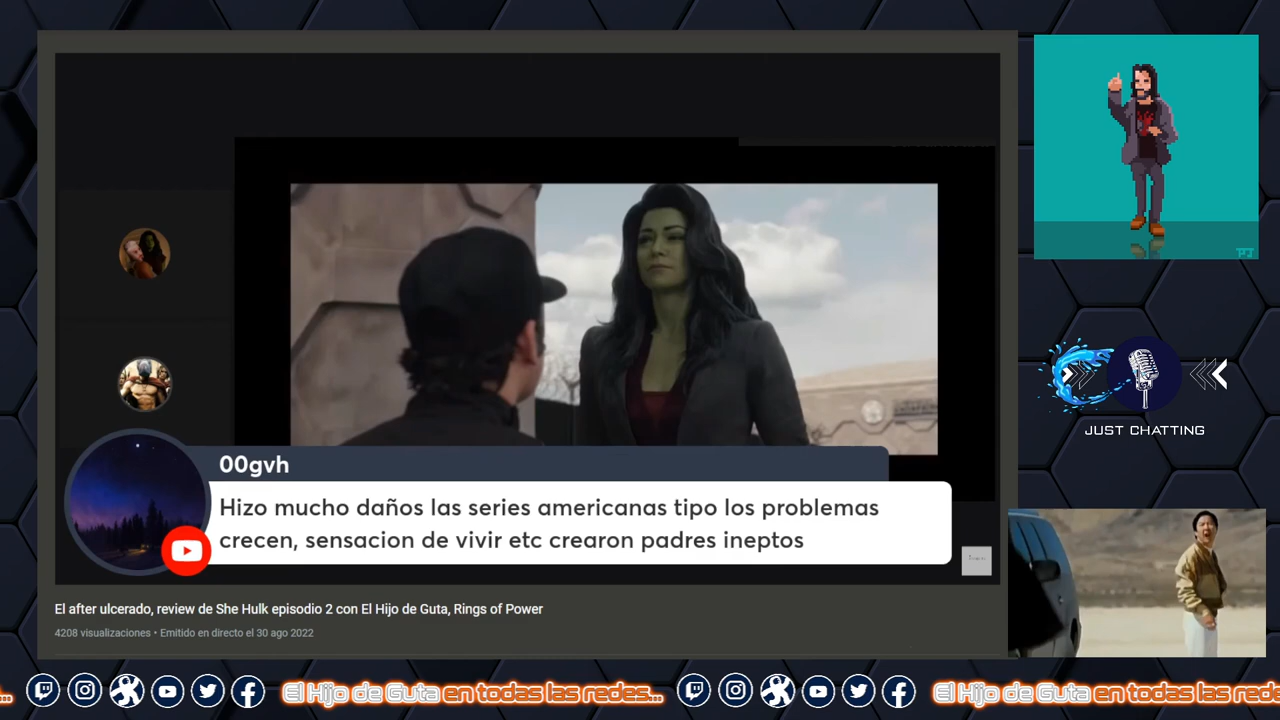 00gvh
Hizo mucho daños las series americanas tipo los problemas
crecen, sensacion de vivir etc crearon padres ineptos
El after ulcerado, review de She Hulk episodio 2 con El Hijo de Guta, Rings of Power
4208 visualizaciones • Emitido en directo el 30 ago 2022
PJ
JUST CHATTING
El Hijo de Guta en todas las redes... El Hijo de Guta en todas las reda